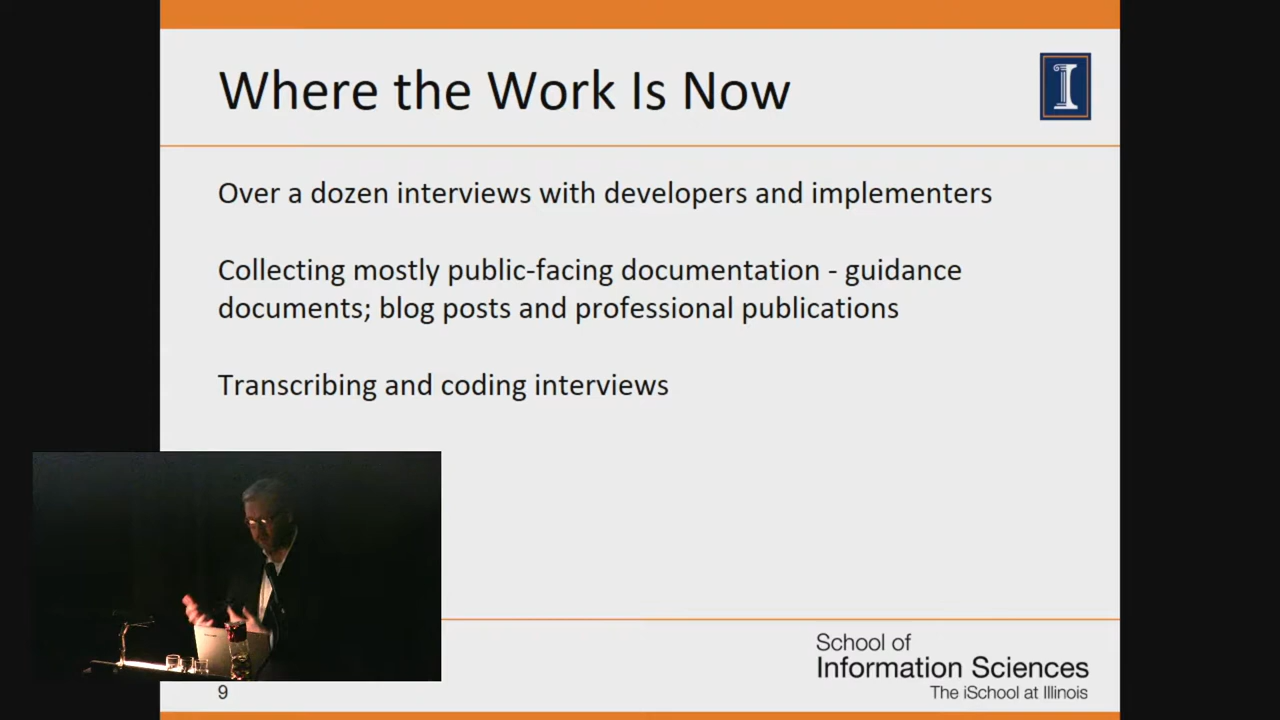 Where the Work Is Now
I
Over a dozen interviews with developers and implementers
Collecting mostly public-facing documentation - guidance
documents; blog posts and professional publications
Transcribing and coding interviews
9
School of
Information Sciences
The iSchool at Illinois